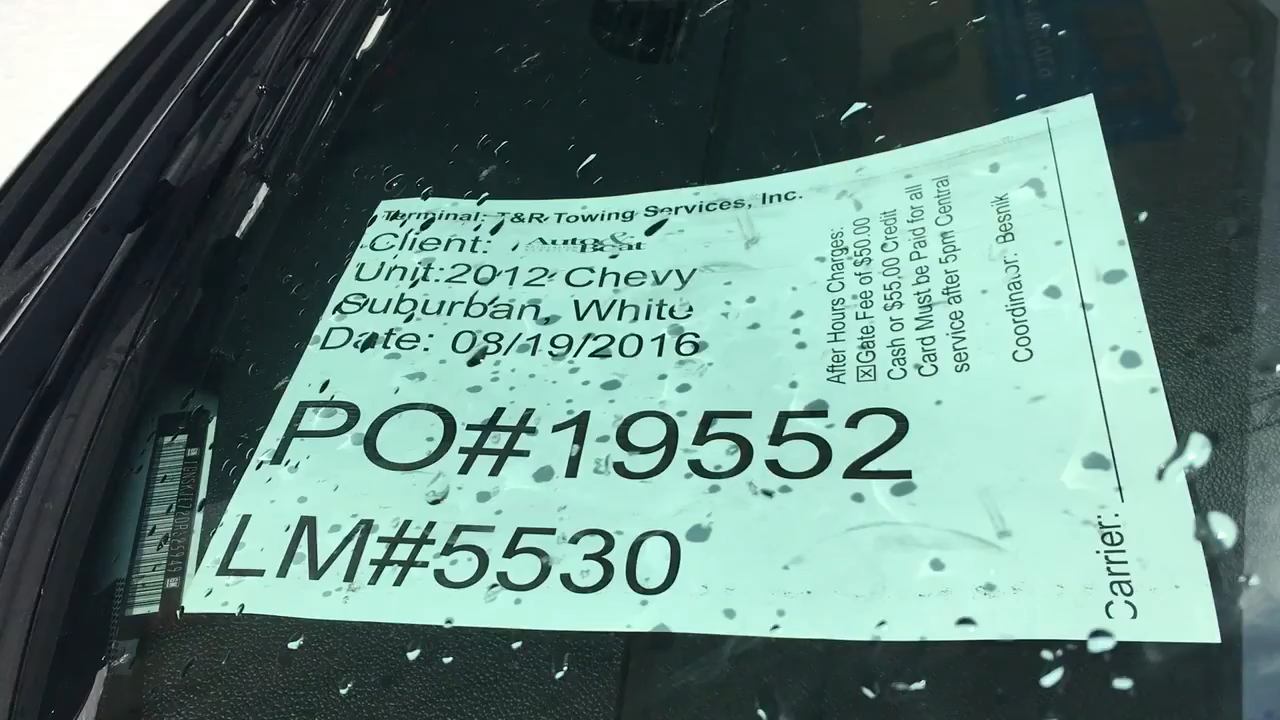 Terminal: T&R Towing Services, Inc.
Client: Auto &
Beat
Unit:2012 Chevy
Suburban, White
Date: 08/19/2016
PO#19552
LM#5530
After Hours Charges:
☒Gate Fee of $50.00
Cash or $55.00 Credit
Card Must be Paid for all
service after 5pm Central
Coordinator: Besnik
Carrier: